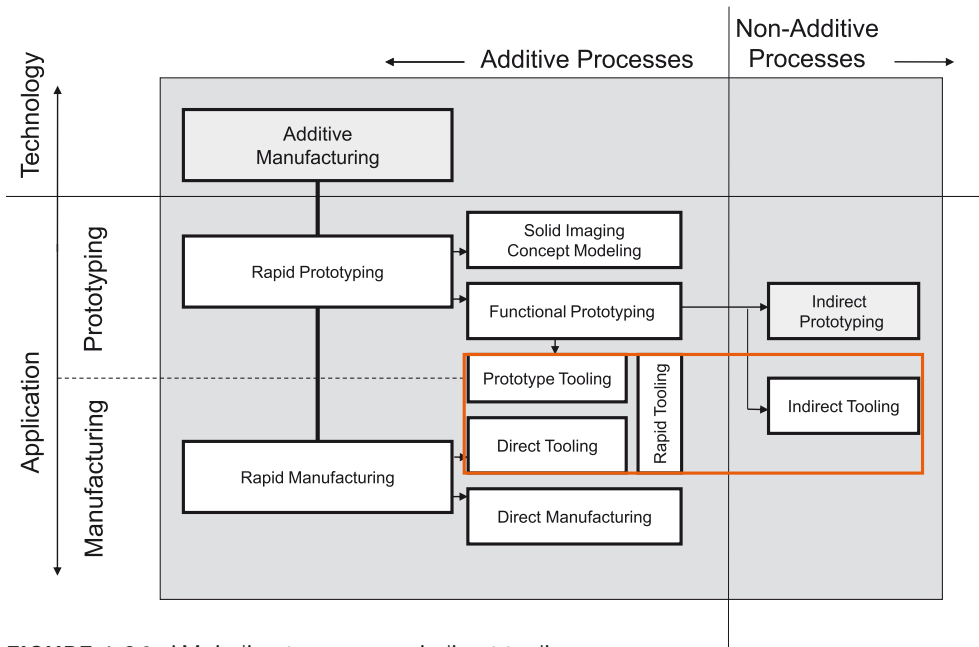 Non-Additive
Processes
Additive Processes
Technology
Additive
Manufacturing
Application
Prototyping
Rapid Prototyping
Solid Imaging
Concept Modeling
Functional Prototyping
Indirect
Prototyping
Prototype Tooling
Rapid Tooling
Indirect Tooling
Manufacturing
Direct Tooling
Rapid Manufacturing
Direct Manufacturing